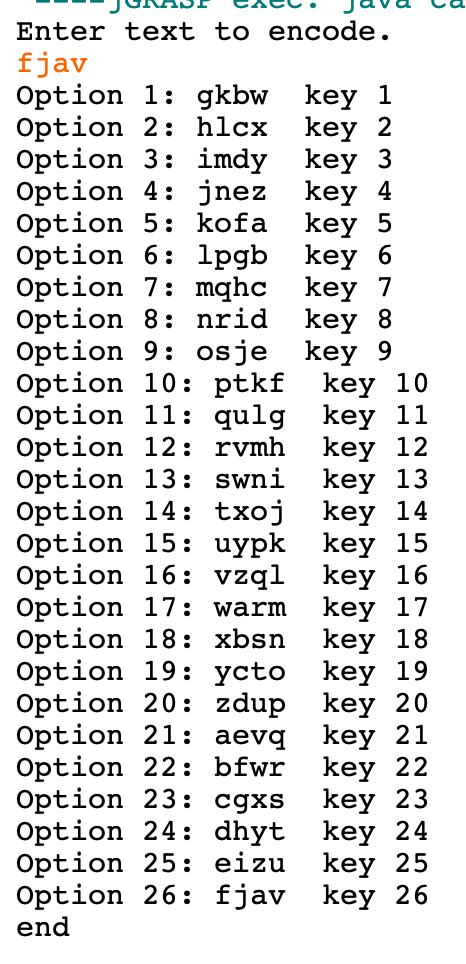 ----jGRASP exec: java ca
Enter text to encode.
fjav
Option 1: gkbw  key 1
Option 2: hlcx  key 2
Option 3: imdy  key 3
Option 4: jnez  key 4
Option 5: kofa  key 5
Option 6: lpgb  key 6
Option 7: mqhc  key 7
Option 8: nrid  key 8
Option 9: osje  key 9
Option 10: ptkf  key 10
Option 11: qulg  key 11
Option 12: rvmh  key 12
Option 13: swni  key 13
Option 14: txoj  key 14
Option 15: uypk  key 15
Option 16: vzql  key 16
Option 17: warm  key 17
Option 18: xbsn  key 18
Option 19: ycto  key 19
Option 20: zdup  key 20
Option 21: aevq  key 21
Option 22: bfwr  key 22
Option 23: cgxs  key 23
Option 24: dhyt  key 24
Option 25: eizu  key 25
Option 26: fjav  key 26
end